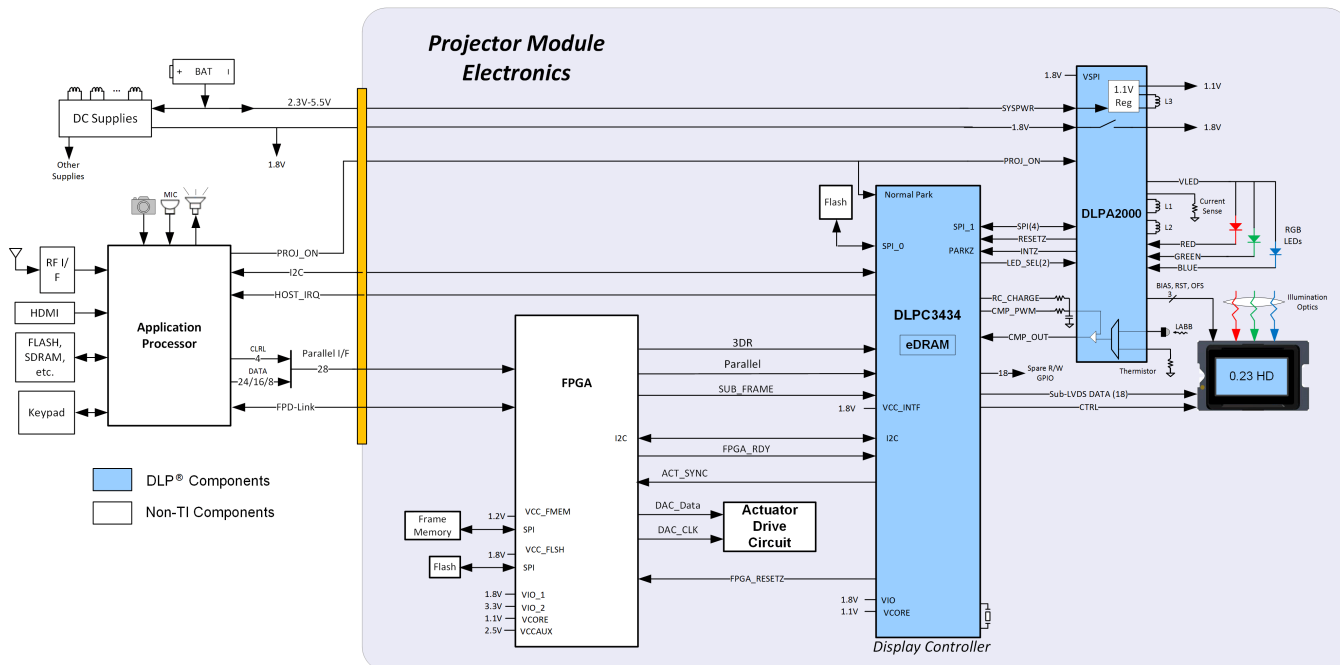 Projector Module
Electronics
+ BAT I
DC Supplies
2.3V-5.5V
Other
Supplies
1.8V
SYSPWR
1.8V
PROJ_ON
1.8V
VSPI
1.1V
Reg
L3
1.1V
1.8V
DLPA2000
VLED
Current
Sense
L1
L2
RED
GREEN
BLUE
RGB
LEDs
BIAS, RST, OFS
3
Illumination
Optics
LABB
Thermistor
0.23 HD
MIC
RF I/
F
HDMI
FLASH,
SDRAM,
etc.
Keypad
Application
Processor
PROJ_ON
I2C
HOST_IRQ
CLRL
4
DATA
24/16/8
Parallel I/F
28
FPD-Link
Flash
Normal Park
SPI_0
SPI_1
PARKZ
SPI(4)
RESETZ
INTZ
LED_SEL(2)
DLPC3434
eDRAM
RC_CHARGE
CMP_PWM
CMP_OUT
18
Spare R/W
GPIO
Sub-LVDS DATA (18)
CTRL
1.8V
VCC_INTF
I2C
1.8V
VIO
1.1V
VCORE
Display Controller
FPGA
3DR
Parallel
SUB_FRAME
I2C
FPGA_RDY
ACT_SYNC
DAC_Data
DAC_CLK
Actuator
Drive
Circuit
FPGA_RESETZ
Frame
Memory
1.2V
VCC_FMEM
SPI
1.8V
VCC_FLSH
Flash
SPI
1.8V
VIO_1
3.3V
VIO_2
1.1V
VCORE
2.5V
VCCAUX
DLP® Components
Non-TI Components